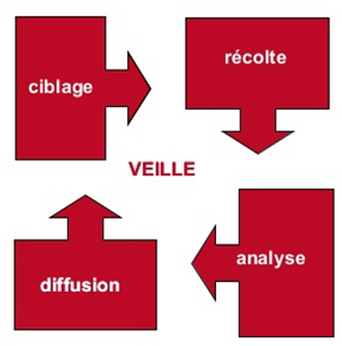 ciblage
récolte
VEILLE
analyse
diffusion